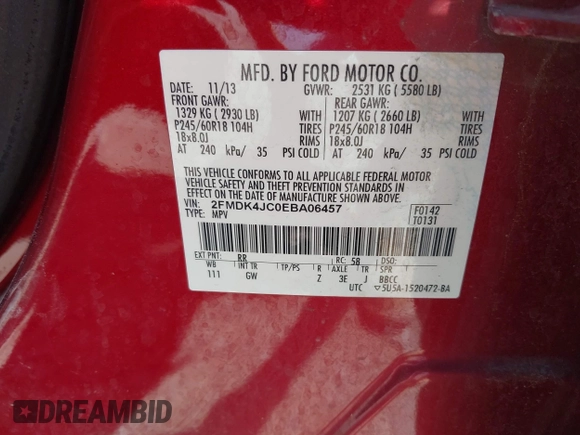 MFD. BY FORD MOTOR CO.
DATE: 11/13 GVWR: 2531 KG ( 5580 LB)
FRONT GAWR: REAR GAWR:
1329 KG ( 2930 LB) WITH 1207 KG ( 2660 LB) WITH
P245/60R18 104H TIRES P245/60R18 104H TIRES
18x8.0J RIMS 18x8.0J RIMS
AT 240 kPa/ 35 PSI COLD AT 240 kPa/ 35 PSI COLD
THIS VEHICLE CONFORMS TO ALL APPLICABLE FEDERAL MOTOR
VEHICLE SAFETY AND THEFT PREVENTION STANDARDS IN
EFFECT ON THE DATE OF MANUFACTURE SHOWN ABOVE.
VIN: 2FMDK4JC0EBA06457 F0142
TYPE: MPV T0131
EXT PNT: RR RC: 58 DSO:
WB INT TR TP/PS R AXLE TR SPR
111 GW Z 3E J BBCC
UTC 5U5A-1520472-BA
DREAMBID